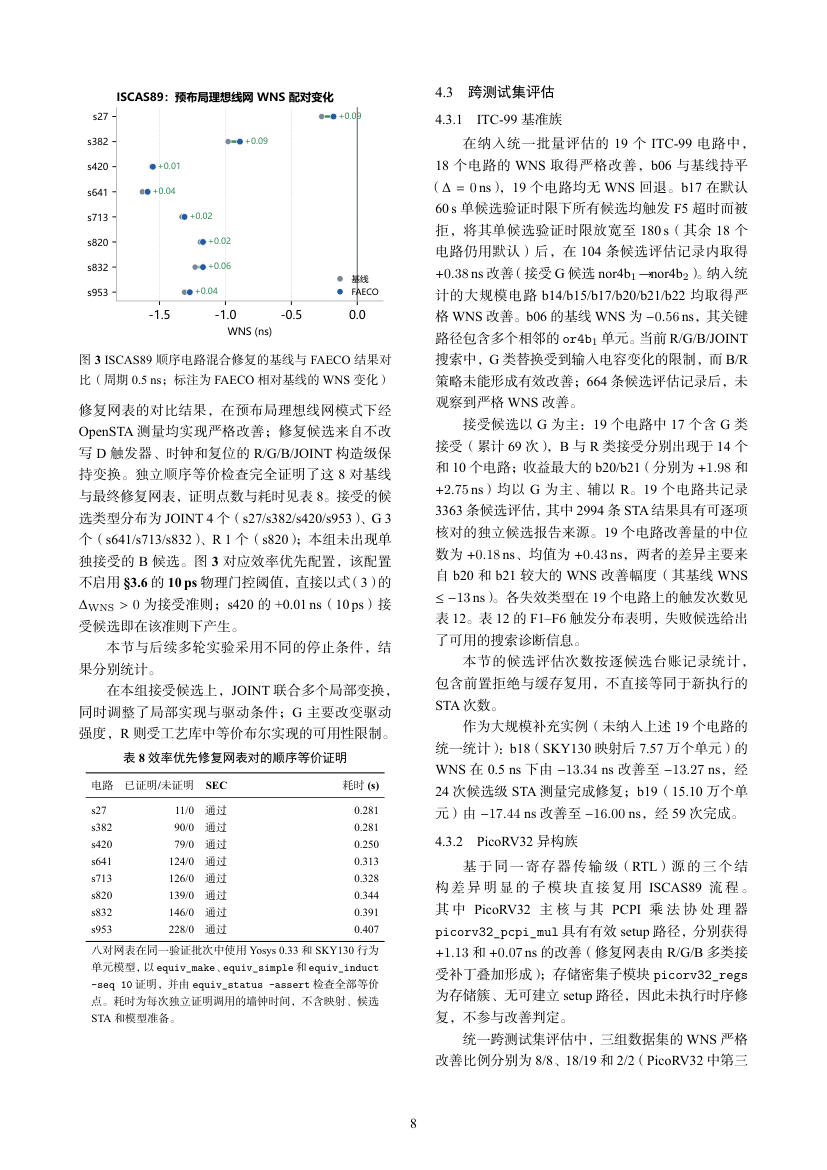 ISCAS89：预布局理想线网 WNS 配对变化
s27
+0.09
s382
+0.09
s420
+0.01
s641
+0.04
s713
+0.02
s820
+0.02
s832
+0.06
s953
+0.04
基线
FAECO
-1.5 -1.0 -0.5 0.0
WNS (ns)
图 3 ISCAS89 顺序电路混合修复的基线与 FAECO 结果对
比（周期 0.5 ns；标注为 FAECO 相对基线的 WNS 变化）
修复网表的对比结果，在预布局理想线网模式下经
OpenSTA 测量均实现严格改善；修复候选来自不改
写 D 触发器、时钟和复位的 R/G/B/JOINT 构造级保
持变换。独立顺序等价检查完全证明了这 8 对基线
与最终修复网表，证明点数与耗时见表 8。接受的候
选类型分布为 JOINT 4 个（s27/s382/s420/s953）、G 3
个（s641/s713/s832）、R 1 个（s820）；本组未出现单
独接受的 B 候选。图 3 对应效率优先配置，该配置
不启用 §3.6 的 10 ps 物理门控阈值，直接以式（3）的
ΔWNS > 0 为接受准则；s420 的 +0.01 ns（10 ps）接
受候选即在该准则下产生。
本节与后续多轮实验采用不同的停止条件，结
果分别统计。
在本组接受候选上，JOINT 联合多个局部变换，
同时调整了局部实现与驱动条件；G 主要改变驱动
强度，R 则受工艺库中等价布尔实现的可用性限制。
表 8 效率优先修复网表对的顺序等价证明
电路 已证明/未证明 SEC 耗时 (s)
s27 11/0 通过 0.281
s382 90/0 通过 0.281
s420 79/0 通过 0.250
s641 124/0 通过 0.313
s713 126/0 通过 0.328
s820 139/0 通过 0.344
s832 146/0 通过 0.391
s953 228/0 通过 0.407
八对网表在同一验证批次中使用 Yosys 0.33 和 SKY130 行为
单元模型，以 equiv_make、equiv_simple 和 equiv_induct
-seq 10 证明，并由 equiv_status -assert 检查全部等价
点。耗时为每次独立证明调用的墙钟时间，不含映射、候选
STA 和模型准备。
4.3 跨测试集评估
4.3.1 ITC-99 基准族
在纳入统一批量评估的 19 个 ITC-99 电路中，
18 个电路的 WNS 取得严格改善，b06 与基线持平
（Δ = 0 ns），19 个电路均无 WNS 回退。b17 在默认
60 s 单候选验证时限下所有候选均触发 F5 超时而被
拒，将其单候选验证时限放宽至 180 s（其余 18 个
电路仍用默认）后，在 104 条候选评估记录内取得
+0.38 ns 改善（接受 G 候选 nor4b₁ →nor4b₂）。纳入统
计的大规模电路 b14/b15/b17/b20/b21/b22 均取得严
格 WNS 改善。b06 的基线 WNS 为 −0.56 ns，其关键
路径包含多个相邻的 or4b₁ 单元。当前 R/G/B/JOINT
搜索中，G 类替换受到输入电容变化的限制，而 B/R
策略未能形成有效改善；664 条候选评估记录后，未
观察到严格 WNS 改善。
接受候选以 G 为主：19 个电路中 17 个含 G 类
接受（累计 69 次），B 与 R 类接受分别出现于 14 个
和 10 个电路；收益最大的 b20/b21（分别为 +1.98 和
+2.75 ns）均以 G 为主、辅以 R。19 个电路共记录
3363 条候选评估，其中 2994 条 STA 结果具有可逐项
核对的独立候选报告来源。19 个电路改善量的中位
数为 +0.18 ns、均值为 +0.43 ns，两者的差异主要来
自 b20 和 b21 较大的 WNS 改善幅度（其基线 WNS
≤ −13 ns）。各失效类型在 19 个电路上的触发次数见
表 12。表 12 的 F1–F6 触发分布表明，失败候选给出
了可用的搜索诊断信息。
本节的候选评估次数按逐候选台账记录统计，
包含前置拒绝与缓存复用，不直接等同于新执行的
STA 次数。
作为大规模补充实例（未纳入上述 19 个电路的
统一统计）：b18（SKY130 映射后 7.57 万个单元）的
WNS 在 0.5 ns 下由 −13.34 ns 改善至 −13.27 ns，经
24 次候选级 STA 测量完成修复；b19（15.10 万个单
元）由 −17.44 ns 改善至 −16.00 ns，经 59 次完成。
4.3.2 PicoRV32 异构族
基于同一寄存器传输级（RTL）源的三个结
构差异明显的子模块直接复用 ISCAS89 流程。
其中 PicoRV32 主核与其 PCPI 乘法协处理器
picorv32_pcpi_mul 具有有效 setup 路径，分别获得
+1.13 和 +0.07 ns 的改善（修复网表由 R/G/B 多类接
受补丁叠加形成）；存储密集子模块 picorv32_regs
为存储簇、无可建立 setup 路径，因此未执行时序修
复，不参与改善判定。
统一跨测试集评估中，三组数据集的 WNS 严格
改善比例分别为 8/8、18/19 和 2/2（PicoRV32 中第三
8